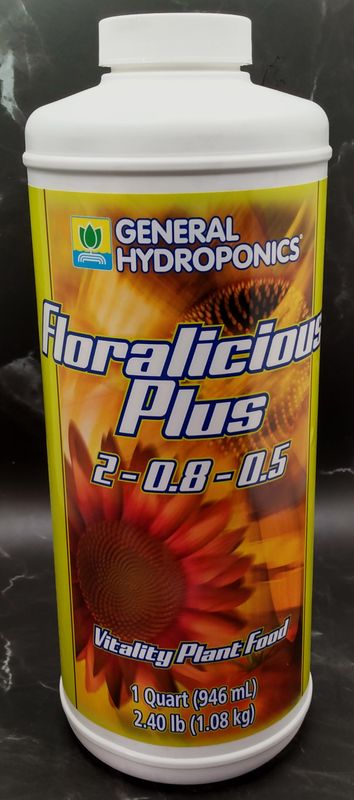 GENERAL
HYDROPONICS®
Floralicious
Plus
2-0.8-0.5
Vitality Plant Food
1 Quart (946 mL)
2.40 lb (1.08 kg)